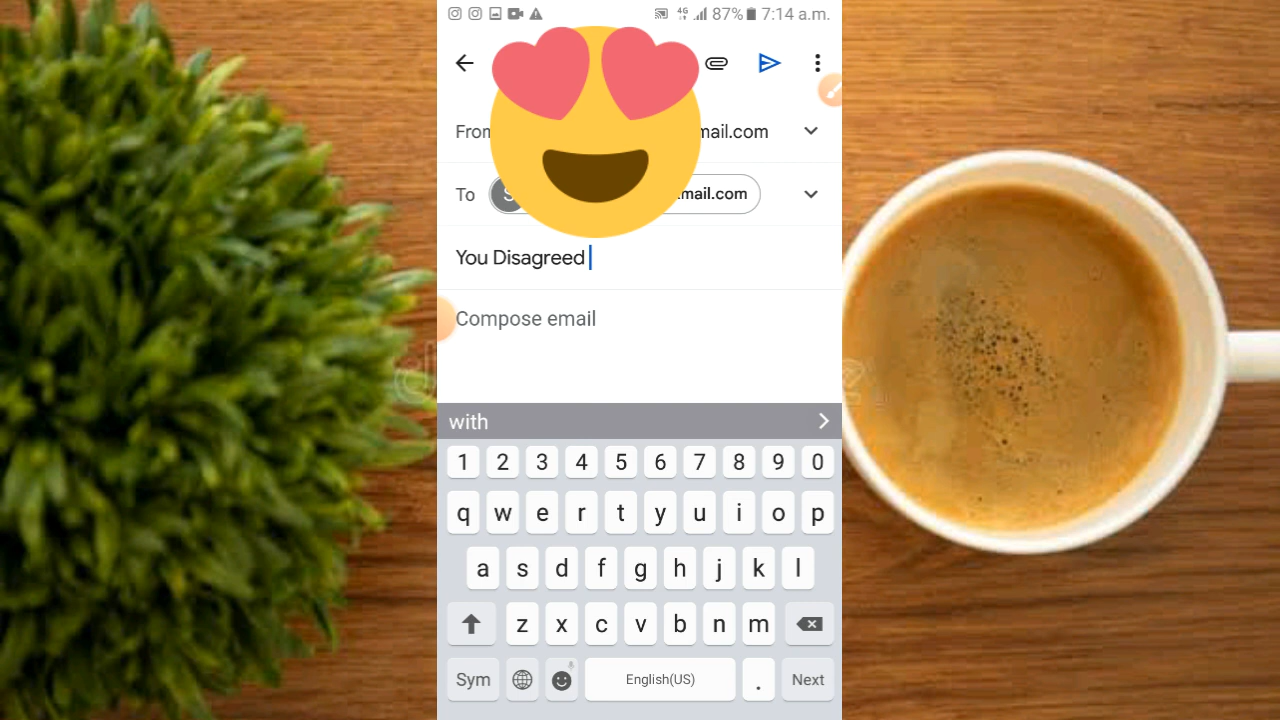 87% 7:14 a.m.
From mail.com
To mail.com
You Disagreed
Compose email
with
1 2 3 4 5 6 7 8 9 0
q w e r t y u i o p
a s d f g h j k l
z x c v b n m
Sym English(US) . Next